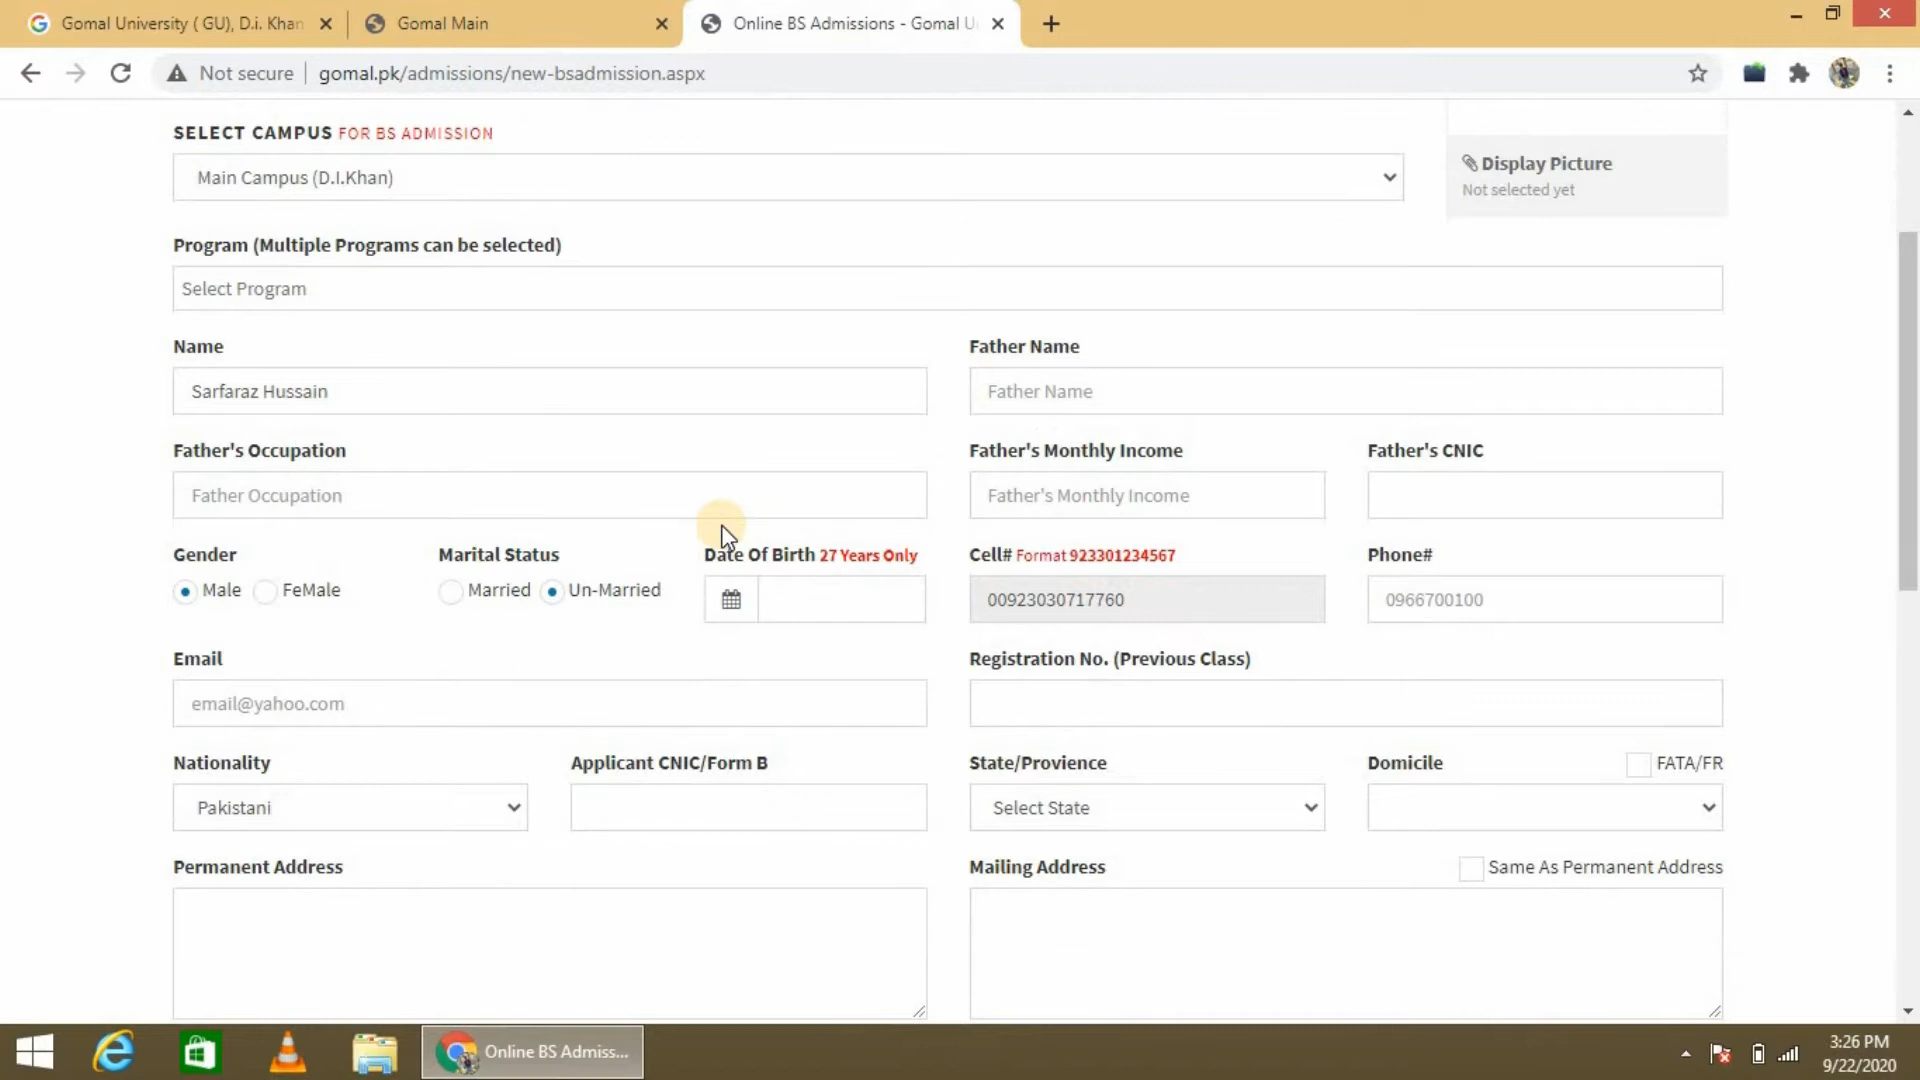 Gomal University ( GU), D.i. Khan
Gomal Main
Online BS Admissions - Gomal U
Not secure
gomal.pk/admissions/new-bsadmission.aspx
SELECT CAMPUS FOR BS ADMISSION
Main Campus (D.I.Khan)
Display Picture
Not selected yet
Program (Multiple Programs can be selected)
Select Program
Name
Father Name
Sarfaraz Hussain
Father Name
Father's Occupation
Father's Monthly Income
Father's CNIC
Father Occupation
Father's Monthly Income
Gender
Marital Status
Date Of Birth 27 Years Only
Cell# Format 923301234567
Phone#
Male
FeMale
Married
Un-Married
00923030717760
0966700100
Email
Registration No. (Previous Class)
email@yahoo.com
Nationality
Applicant CNIC/Form B
State/Provience
Domicile
FATA/FR
Pakistani
Select State
Permanent Address
Mailing Address
Same As Permanent Address
Online BS Admiss...
3:26 PM
9/22/2020